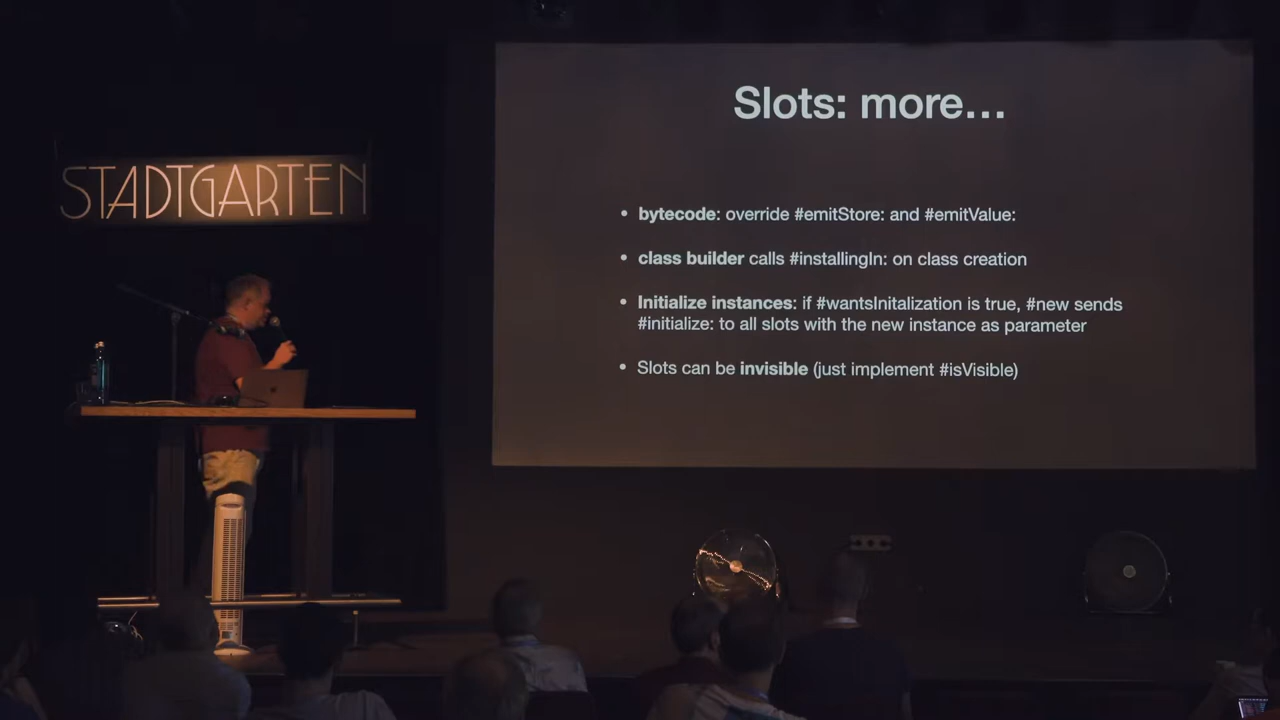 STADTGARTEN
Slots: more...
• bytecode: override #emitStore: and #emitValue:
• class builder calls #installingIn: on class creation
• Initialize instances: if #wantsInitalization is true, #new sends
#initialize: to all slots with the new instance as parameter
• Slots can be invisible (just implement #isVisible)